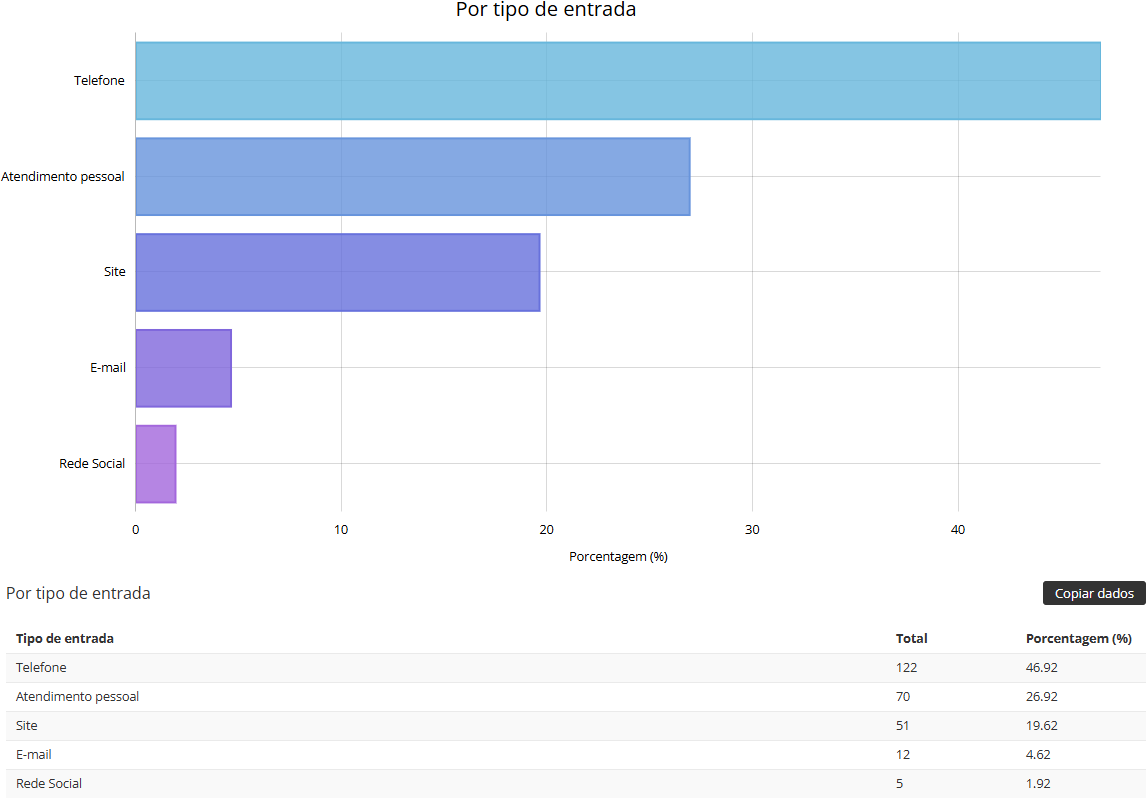 Por tipo de entrada
Telefone
Atendimento pessoal
Site
E-mail
Rede Social
0 10 20 30 40
Porcentagem (%)
Por tipo de entrada Copiar dados
Tipo de entrada Total Porcentagem (%)
Telefone 122 46.92
Atendimento pessoal 70 26.92
Site 51 19.62
E-mail 12 4.62
Rede Social 5 1.92